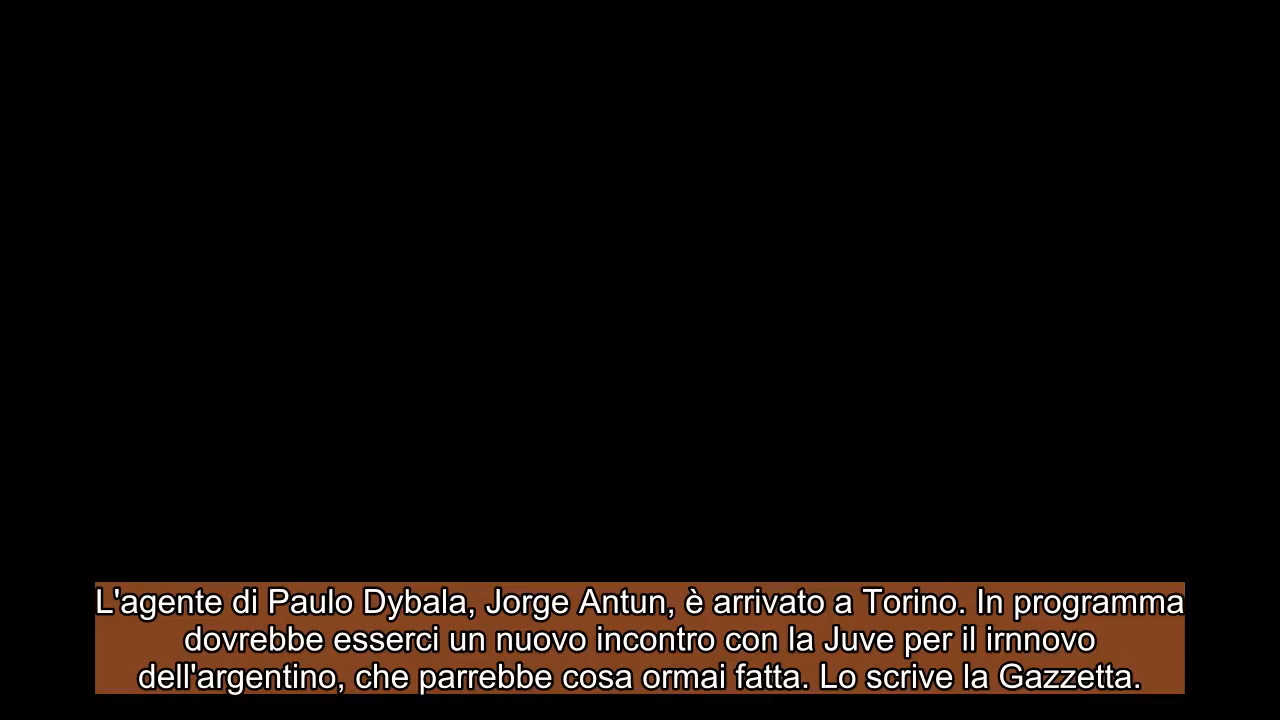 L'agente di Paulo Dybala, Jorge Antun, è arrivato a Torino. In programma
dovrebbe esserci un nuovo incontro con la Juve per il irnnovo
dell'argentino, che parrebbe cosa ormai fatta. Lo scrive la Gazzetta.